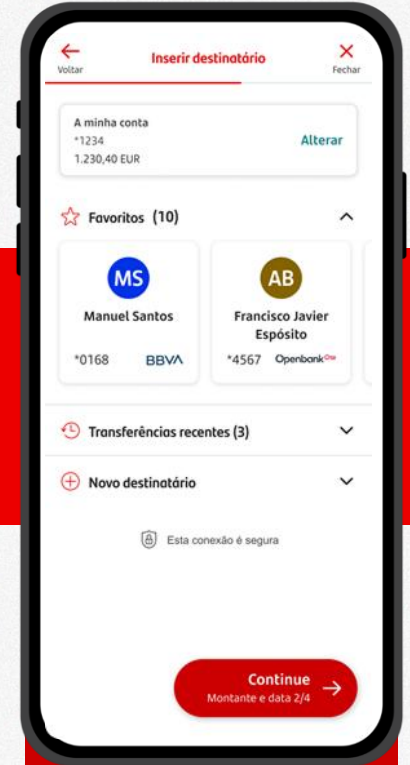 Inserir destinatário
Voltar
Fechar
A minha conta
*1234
Alterar
1.230,40 EUR
Favoritos (10)
MS
AB
Manuel Santos
Francisco Javier
Espósito
*0168 BBVA
*4567 Openbank One
Transferências recentes (3)
Novo destinatário
Esta conexão é segura
Continue
Montante e data 2/4